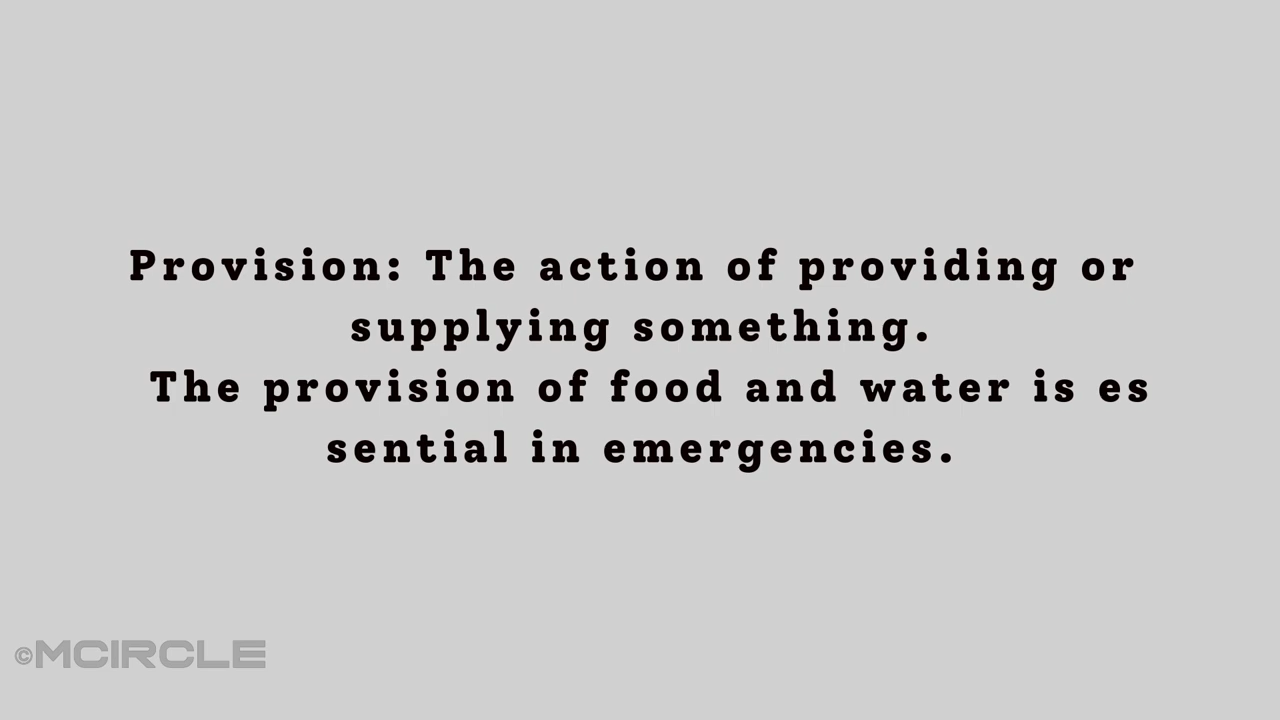 Provision: The action of providing or
supplying something.
The provision of food and water is es
sential in emergencies.
©MCIRCLE